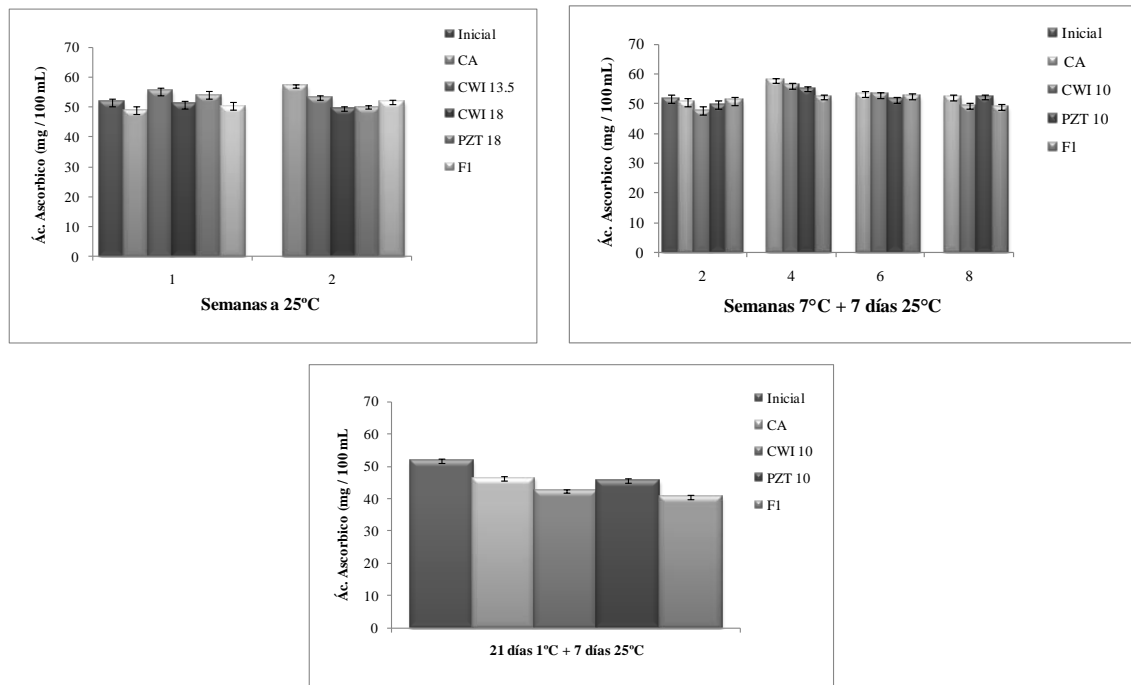 Ác. Ascorbico (mg / 100 mL)
70
60
50
40
30
20
10
0
1
2
Semanas a 25ºC
Inicial
CA
CWI 13.5
CWI 18
PZT 18
F1
Ác. Ascorbico (mg / 100 mL)
70
60
50
40
30
20
10
0
2
4
6
8
Semanas 7°C + 7 días 25°C
Inicial
CA
CWI 10
PZT 10
F1
Ác. Ascorbico (mg / 100 mL
70
60
50
40
30
20
10
0
21 días 1ºC + 7 días 25ºC
Inicial
CA
CWI 10
PZT 10
F1